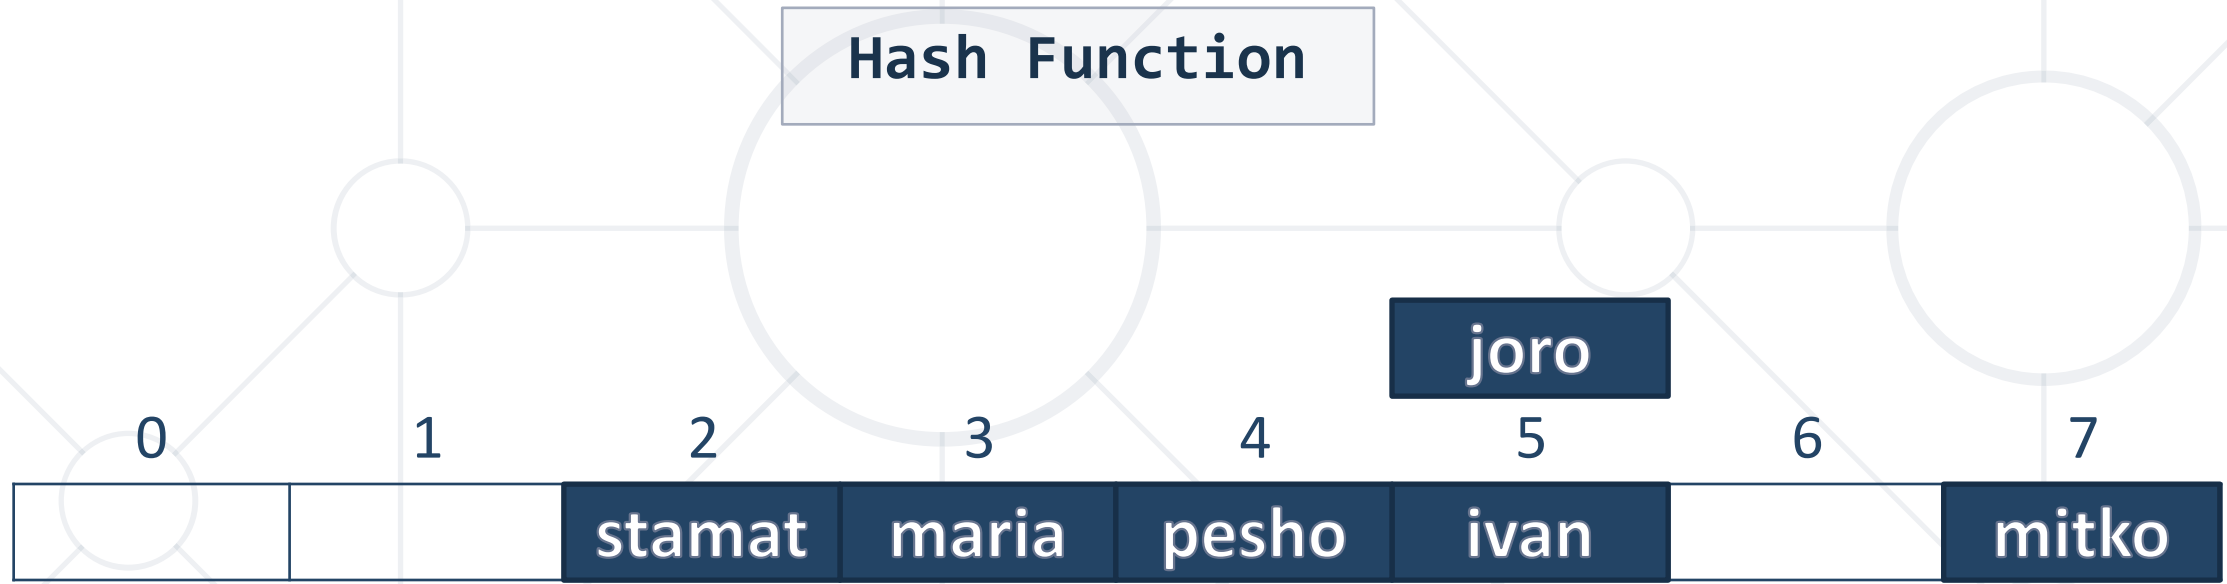 Hash Function
joro
0 1 2 3 4 5 6 7
stamat maria pesho ivan mitko